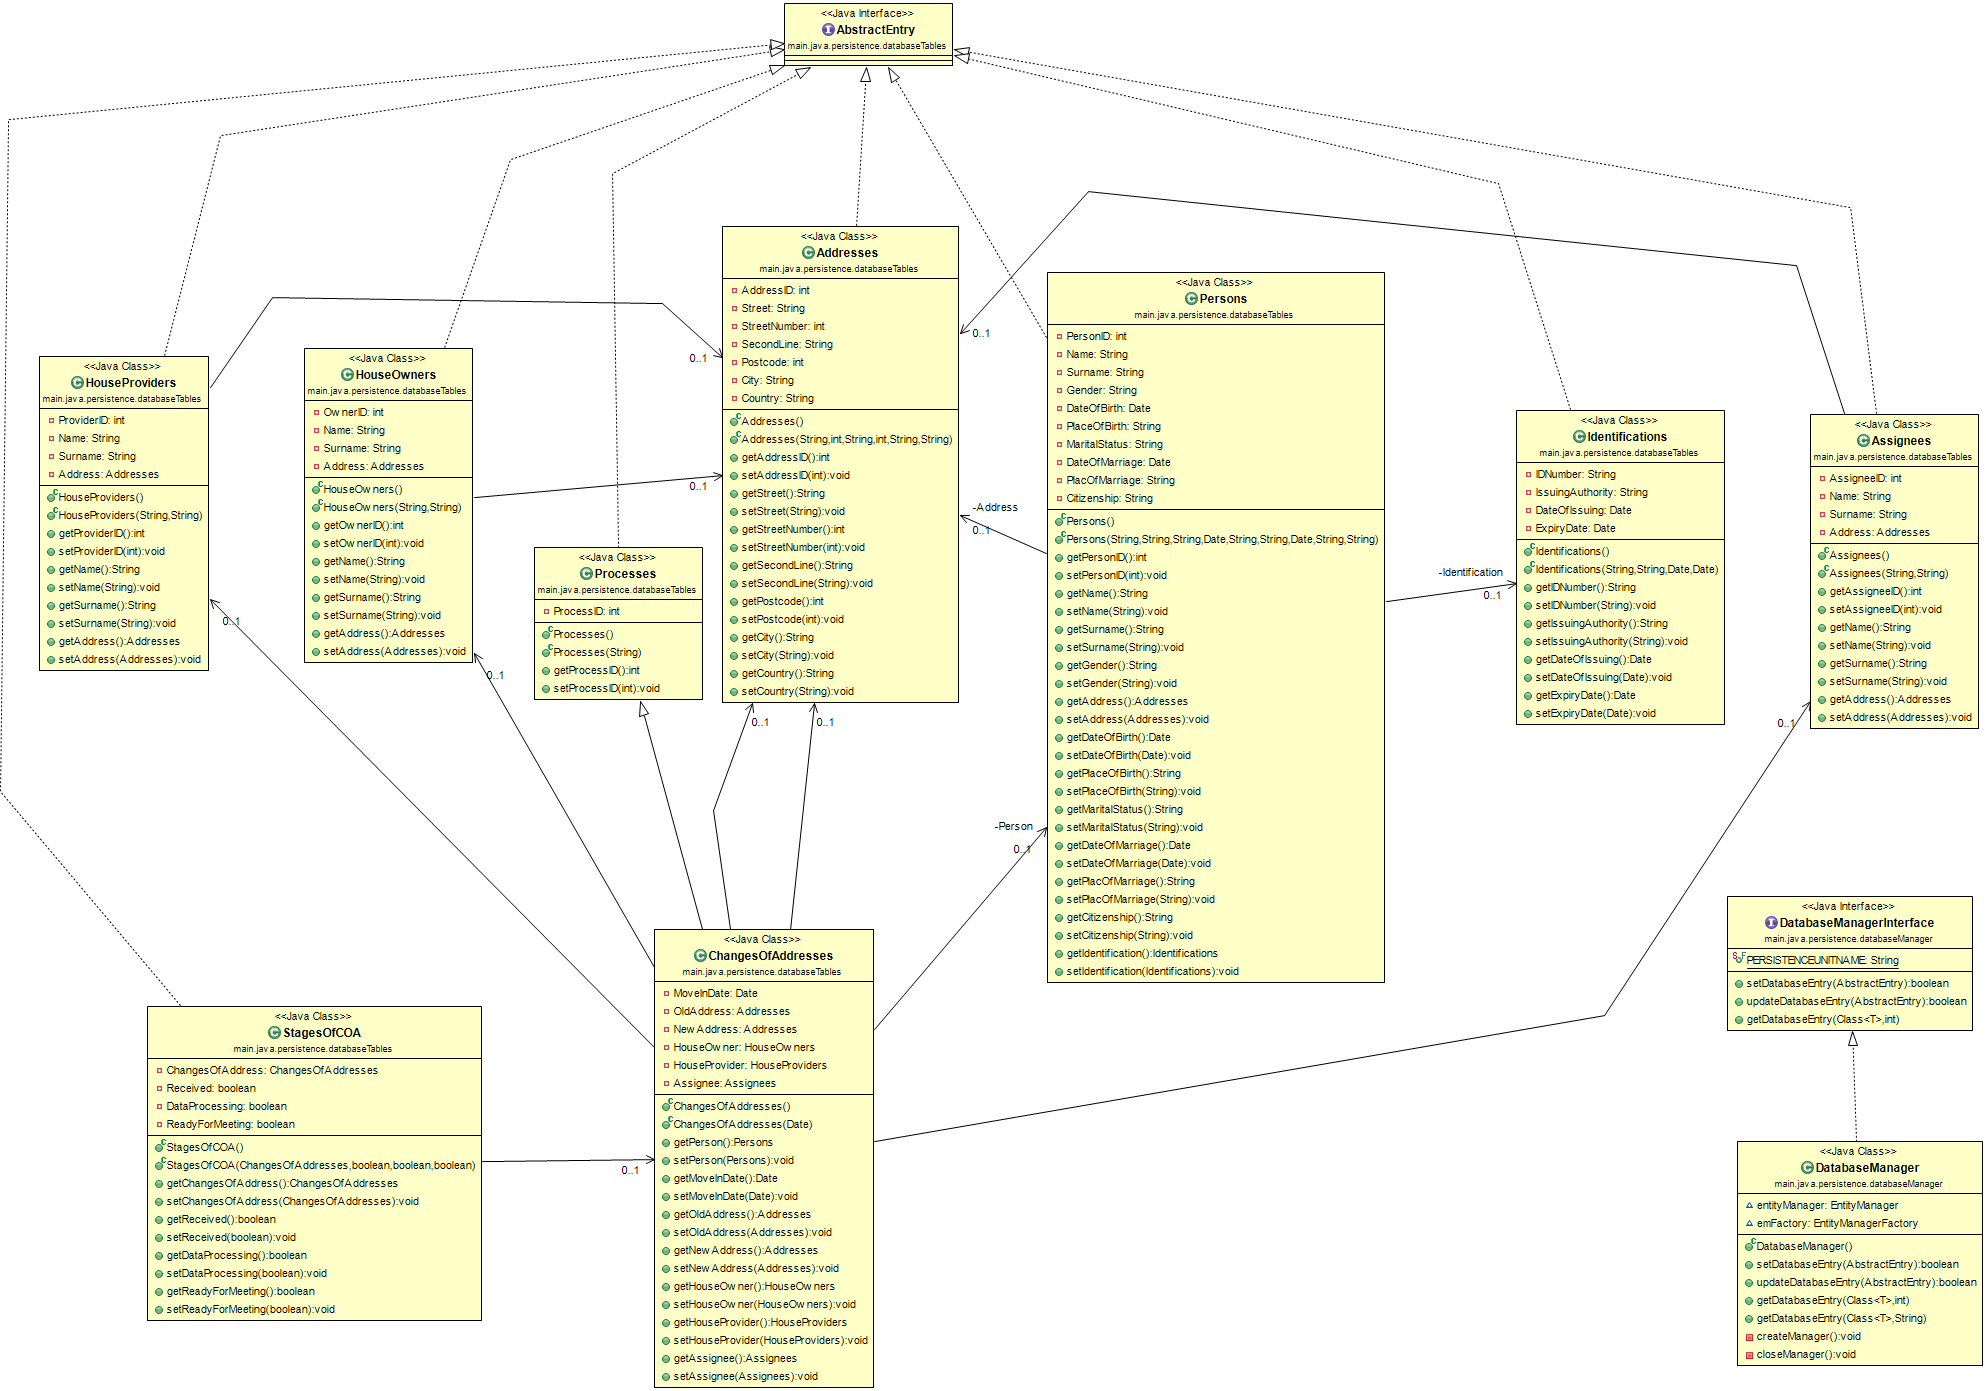 <<Java Interface>>
AbstractEntry
main.java.persistence.databaseTables
<<Java Class>>
Addresses
main.java.persistence.databaseTables
AddressID: int
Street: String
StreetNumber: int
SecondLine: String
Postcode: int
City: String
Country: String
Addresses()
Addresses(String,int,String,int,String,String)
getAddressID():int
setAddressID(int):void
getStreet():String
setStreet(String):void
getStreetNumber():int
setStreetNumber(int):void
getSecondLine():String
setSecondLine(String):void
getPostcode():int
setPostcode(int):void
getCity():String
setCity(String):void
getCountry():String
setCountry(String):void
<<Java Class>>
Persons
main.java.persistence.databaseTables
PersonID: int
Name: String
Surname: String
Gender: String
DateOfBirth: Date
PlaceOfBirth: String
MaritalStatus: String
DateOfMarriage: Date
PlacOfMarriage: String
Citizenship: String
Persons()
Persons(String,String,String,Date,String,String,Date,String,String)
getPersonID():int
setPersonID(int):void
getName():String
setName(String):void
getSurname():String
setSurname(String):void
getGender():String
setGender(String):void
getAddress():Addresses
setAddress(Addresses):void
getDateOfBirth():Date
setDateOfBirth(Date):void
getPlaceOfBirth():String
setPlaceOfBirth(String):void
getMaritalStatus():String
setMaritalStatus(String):void
getDateOfMarriage():Date
setDateOfMarriage(Date):void
getPlacOfMarriage():String
setPlacOfMarriage(String):void
getCitizenship():String
setCitizenship(String):void
getIdentification():Identifications
setIdentification(Identifications):void
<<Java Class>>
HouseProviders
main.java.persistence.databaseTables
ProviderID: int
Name: String
Surname: String
Address: Addresses
HouseProviders()
HouseProviders(String,String)
getProviderID():int
setProviderID(int):void
getName():String
setName(String):void
getSurname():String
setSurname(String):void
getAddress():Addresses
setAddress(Addresses):void
<<Java Class>>
HouseOwners
main.java.persistence.databaseTables
OwnerID: int
Name: String
Surname: String
Address: Addresses
HouseOwners()
HouseOwners(String,String)
getOwnerID():int
setOwnerID(int):void
getName():String
setName(String):void
getSurname():String
setSurname(String):void
getAddress():Addresses
setAddress(Addresses):void
<<Java Class>>
Processes
main.java.persistence.databaseTables
ProcessID: int
Processes()
Processes(String)
getProcessID():int
setProcessID(int):void
<<Java Class>>
Identifications
main.java.persistence.databaseTables
IDNumber: String
IssuingAuthority: String
DateOfIssuing: Date
ExpiryDate: Date
Identifications()
Identifications(String,String,Date,Date)
getIDNumber():String
setIDNumber(String):void
getIssuingAuthority():String
setIssuingAuthority(String):void
getDateOfIssuing():Date
setDateOfIssuing(Date):void
getExpiryDate():Date
setExpiryDate(Date):void
<<Java Class>>
Assignees
main.java.persistence.databaseTables
AssigneeID: int
Name: String
Surname: String
Address: Addresses
Assignees()
Assignees(String,String)
getAssigneeID():int
setAssigneeID(int):void
getName():String
setName(String):void
getSurname():String
setSurname(String):void
getAddress():Addresses
setAddress(Addresses):void
0..1
0..1
0..1
-Address
0..1
-Identification
0..1
0..1
0..1
0..1
0..1
0..1
-Person
0..1
0..1
<<Java Interface>>
DatabaseManagerInterface
main.java.persistence.databaseManager
PERSISTENCEUNITNAME: String
setDatabaseEntry(AbstractEntry):boolean
updateDatabaseEntry(AbstractEntry):boolean
getDatabaseEntry(Class<T>,int)
<<Java Class>>
ChangesOfAddresses
main.java.persistence.databaseTables
MoveInDate: Date
OldAddress: Addresses
NewAddress: Addresses
HouseOwner: HouseOwners
HouseProvider: HouseProviders
Assignee: Assignees
ChangesOfAddresses()
ChangesOfAddresses(Date)
getPerson():Persons
setPerson(Persons):void
getMoveInDate():Date
setMoveInDate(Date):void
getOldAddress():Addresses
setOldAddress(Addresses):void
getNewAddress():Addresses
setNewAddress(Addresses):void
getHouseOwner():HouseOwners
setHouseOwner(HouseOwners):void
getHouseProvider():HouseProviders
setHouseProvider(HouseProviders):void
getAssignee():Assignees
setAssignee(Assignees):void
<<Java Class>>
StagesOfCOA
main.java.persistence.databaseTables
ChangesOfAddress: ChangesOfAddresses
Received: boolean
DataProcessing: boolean
ReadyForMeeting: boolean
StagesOfCOA()
StagesOfCOA(ChangesOfAddresses,boolean,boolean,boolean)
getChangesOfAddress():ChangesOfAddresses
setChangesOfAddress(ChangesOfAddresses):void
getReceived():boolean
setReceived(boolean):void
getDataProcessing():boolean
setDataProcessing(boolean):void
getReadyForMeeting():boolean
setReadyForMeeting(boolean):void
<<Java Class>>
DatabaseManager
main.java.persistence.databaseManager
entityManager: EntityManager
emFactory: EntityManagerFactory
DatabaseManager()
setDatabaseEntry(AbstractEntry):boolean
updateDatabaseEntry(AbstractEntry):boolean
getDatabaseEntry(Class<T>,int)
getDatabaseEntry(Class<T>,String)
createManager():void
closeManager():void